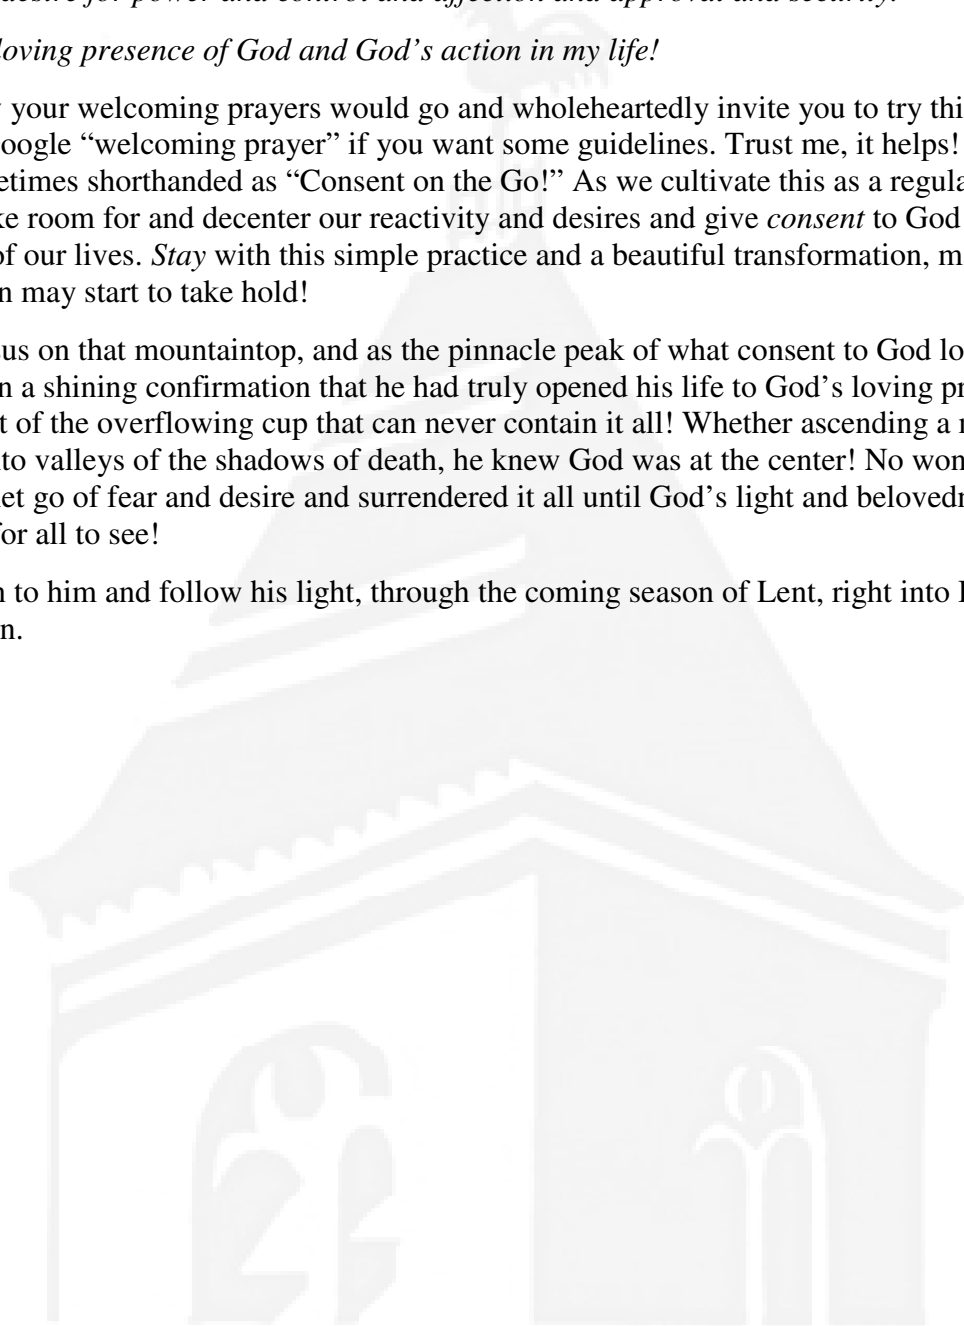 desire for power and control and affection and approval and security.
loving presence of God and God’s action in my life!
your welcoming prayers would go and wholeheartedly invite you to try thi
oogle “welcoming prayer” if you want some guidelines. Trust me, it helps!
etimes shorthanded as “Consent on the Go!” As we cultivate this as a regula
ke room for and decenter our reactivity and desires and give consent to God
of our lives. Stay with this simple practice and a beautiful transformation, m
n may start to take hold!
us on that mountaintop, and as the pinnacle peak of what consent to God lo
n a shining confirmation that he had truly opened his life to God’s loving pr
t of the overflowing cup that can never contain it all! Whether ascending a
to valleys of the shadows of death, he knew God was at the center! No won
let go of fear and desire and surrendered it all until God’s light and belovedn
for all to see!
n to him and follow his light, through the coming season of Lent, right into
n.